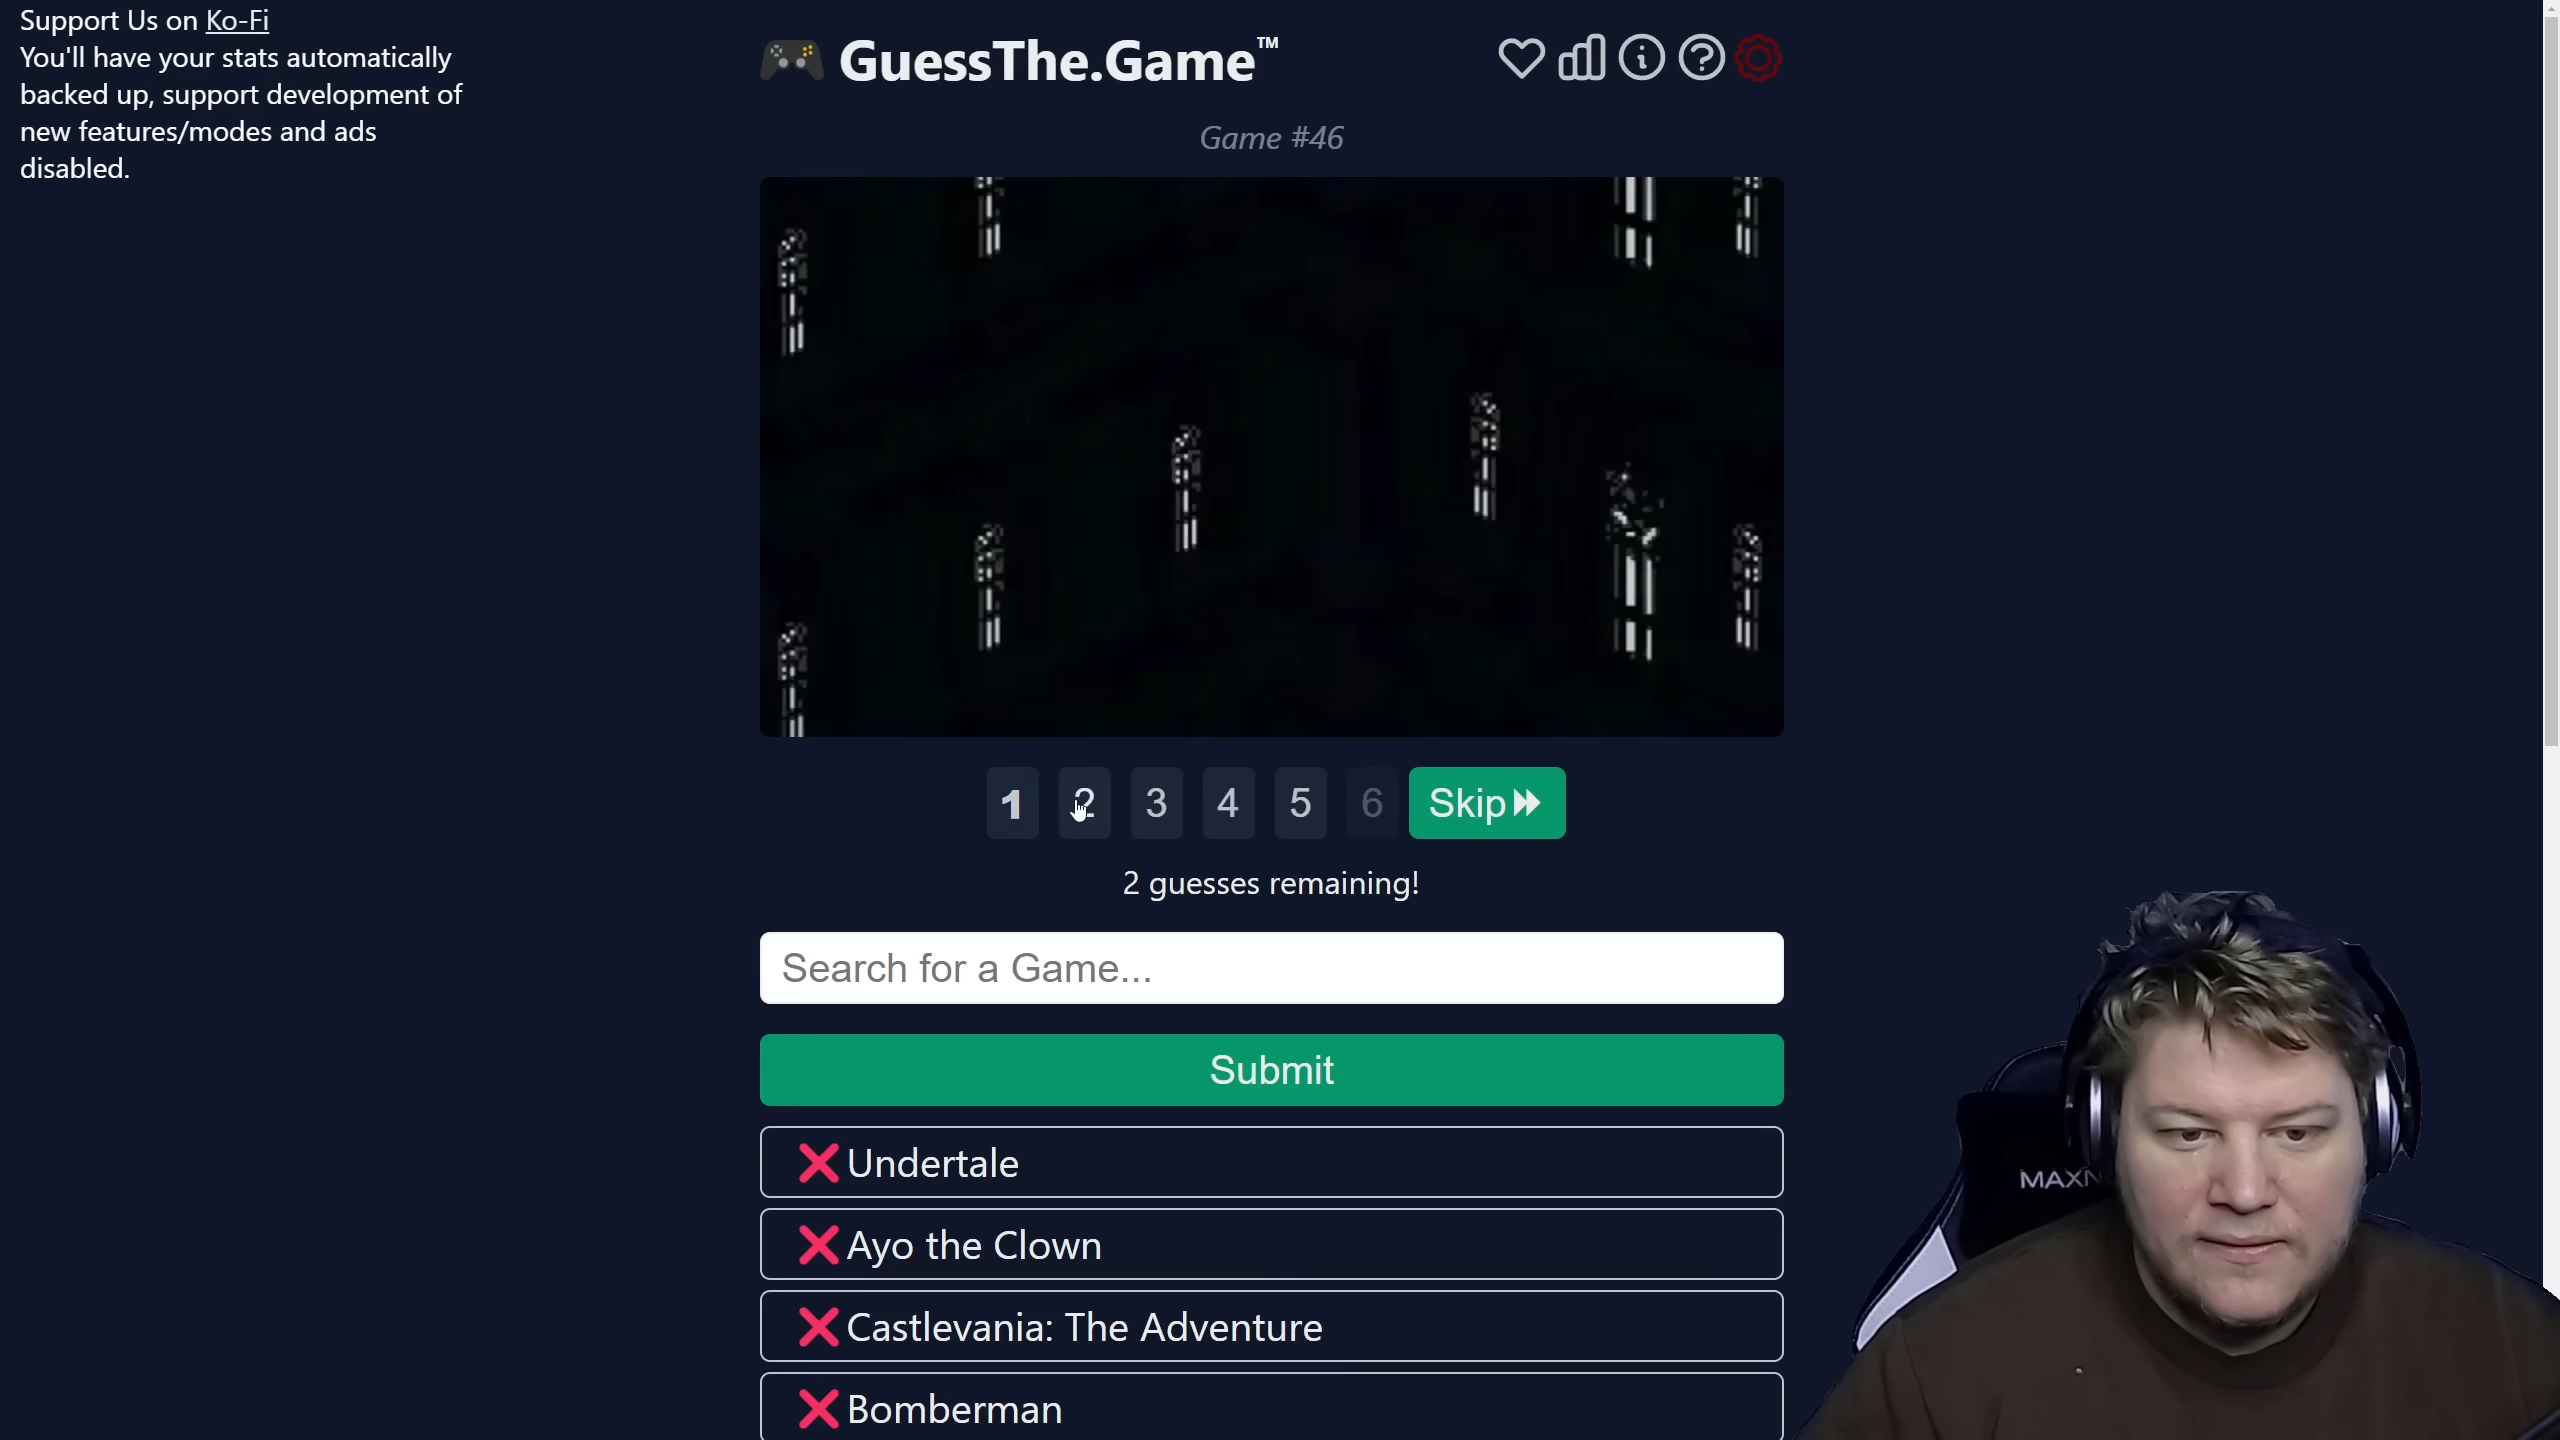 Support Us on Ko-Fi
You'll have your stats automatically
backed up, support development of
new features/modes and ads
disabled.
GuessThe.Game™
Game #46
1 2 3 4 5 6 Skip
2 guesses remaining!
Search for a Game...
Submit
❌ Undertale
❌ Ayo the Clown
❌ Castlevania: The Adventure
❌ Bomberman